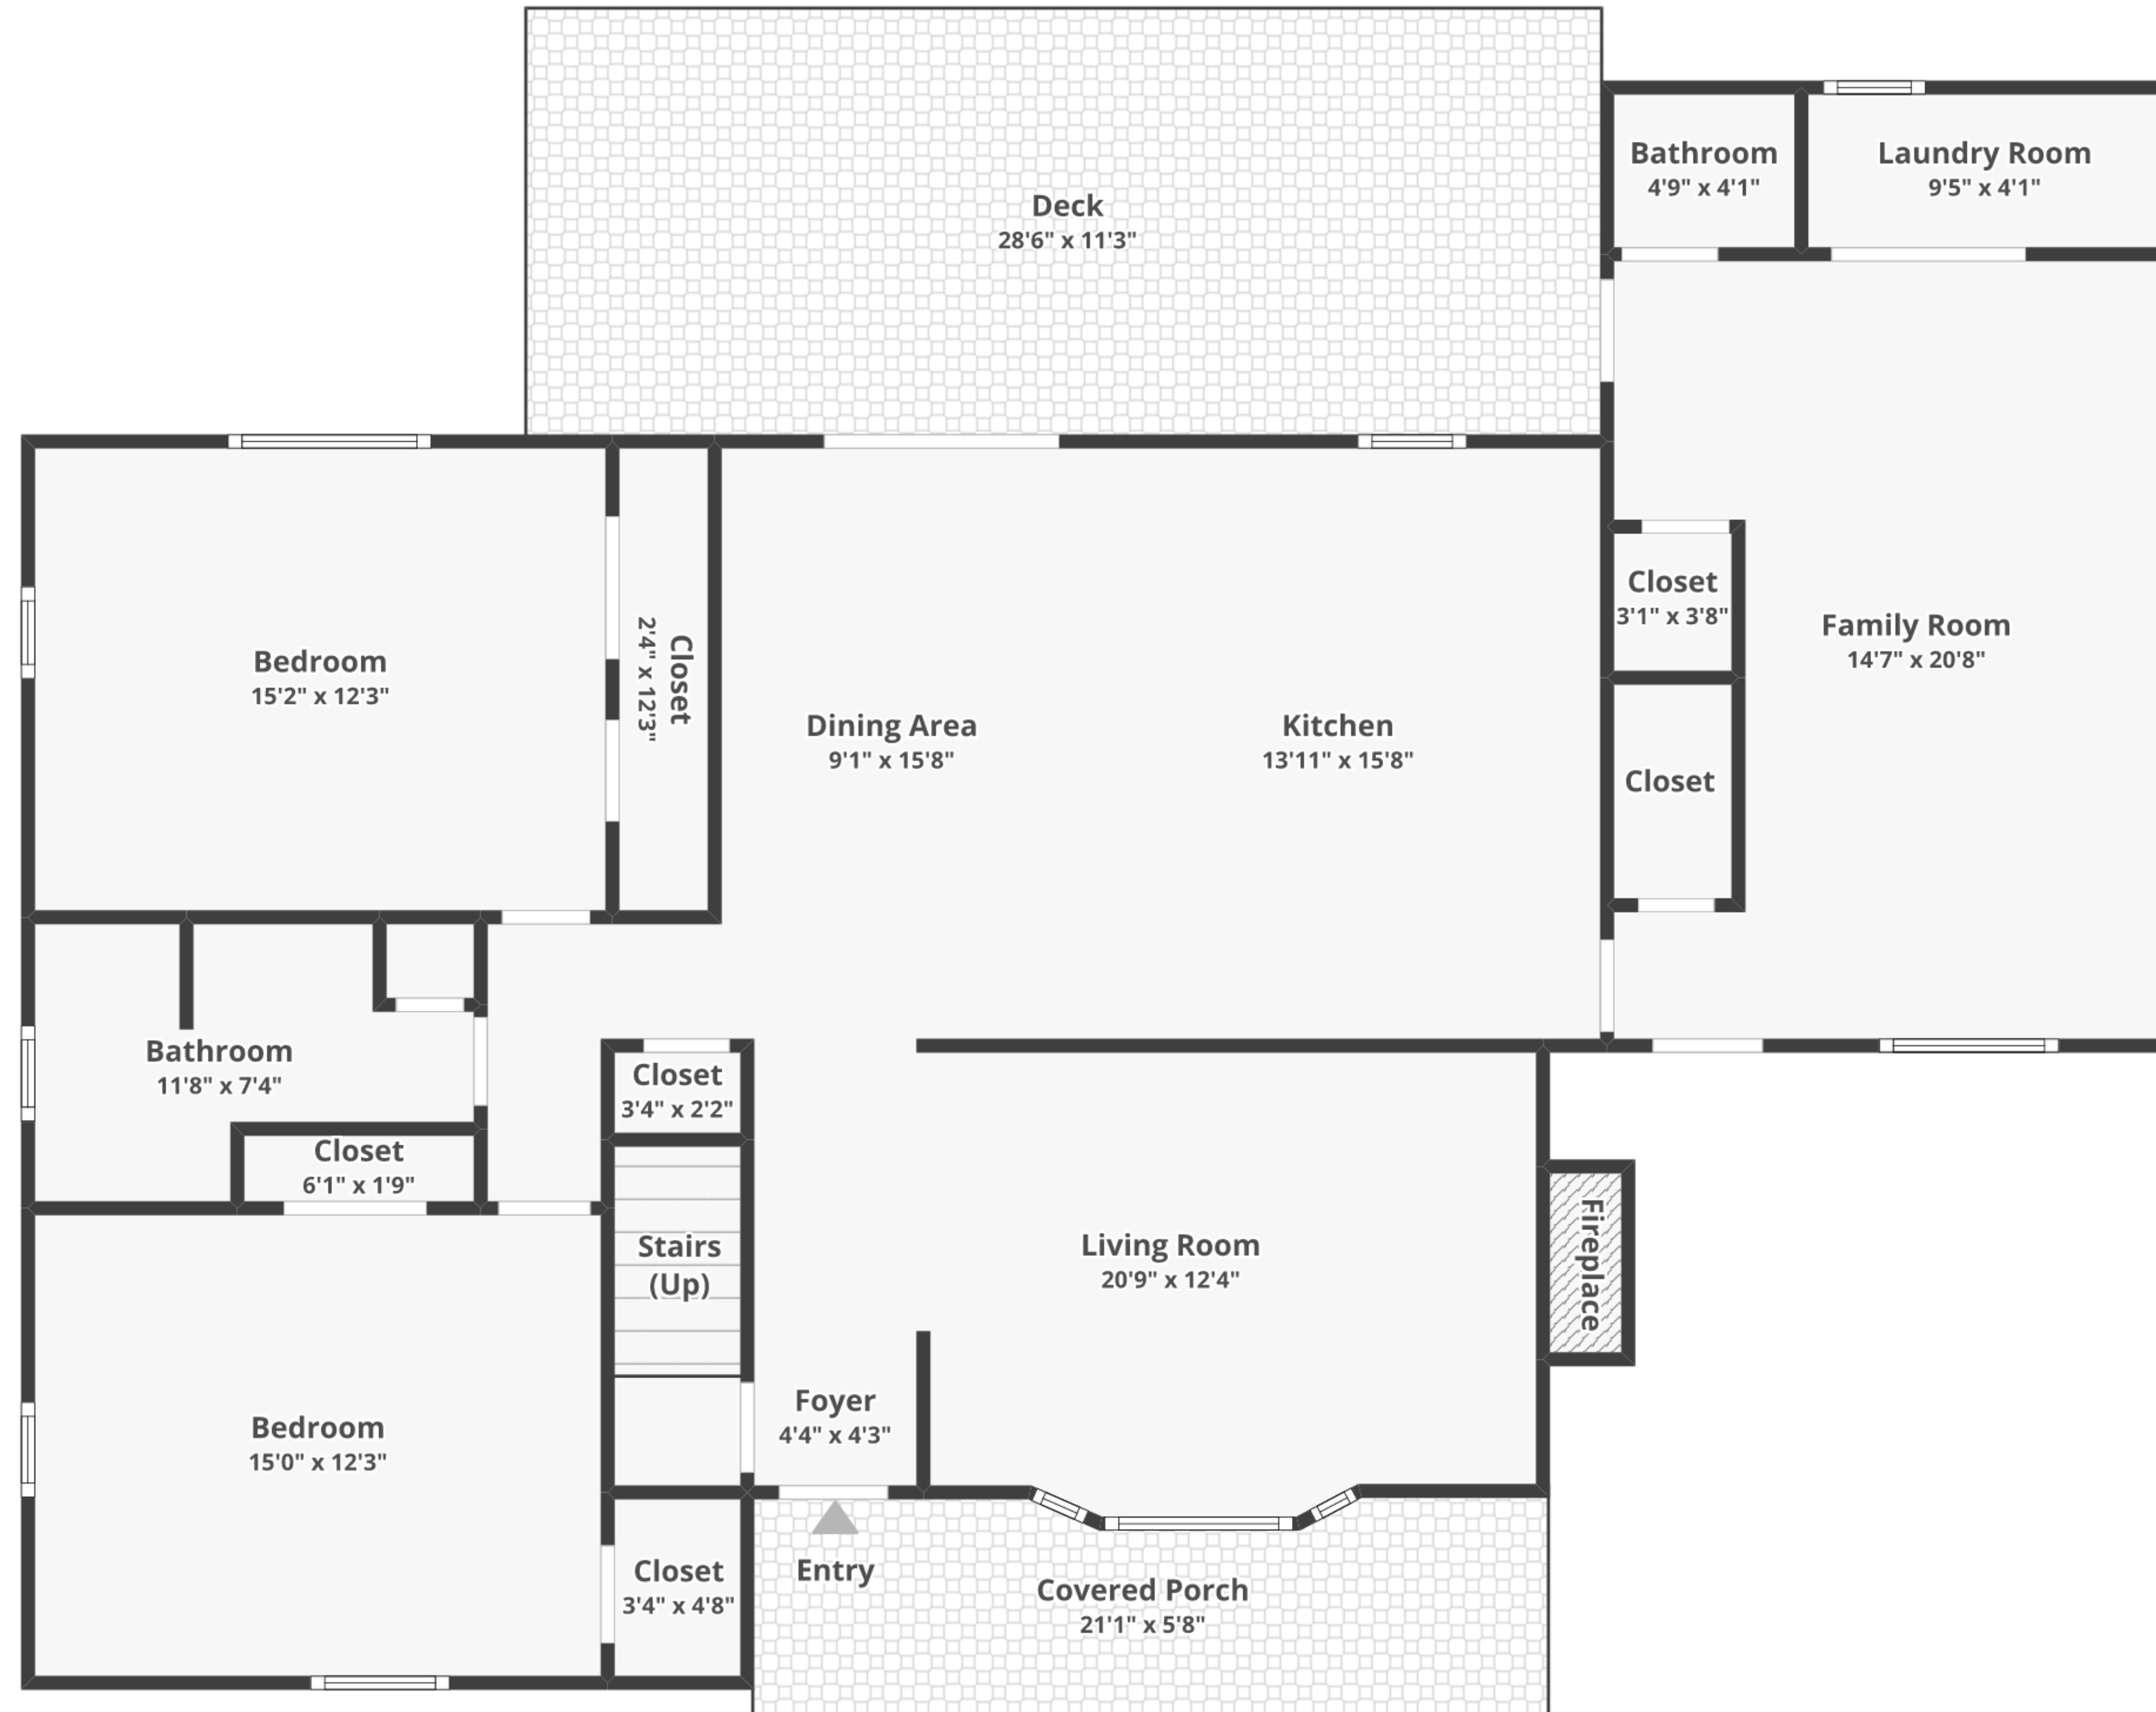 Deck
28'6" x 11'3"
Bathroom
4'9" x 4'1"
Laundry Room
9'5" x 4'1"
Bedroom
15'2" x 12'3"
Closet
2'4" x 12'3"
Dining Area
9'1" x 15'8"
Kitchen
13'11" x 15'8"
Closet
3'1" x 3'8"
Family Room
14'7" x 20'8"
Closet
Bathroom
11'8" x 7'4"
Closet
3'4" x 2'2"
Closet
6'1" x 1'9"
Stairs
(Up)
Living Room
20'9" x 12'4"
Fireplace
Bedroom
15'0" x 12'3"
Foyer
4'4" x 4'3"
Closet
3'4" x 4'8"
Entry
Covered Porch
21'1" x 5'8"